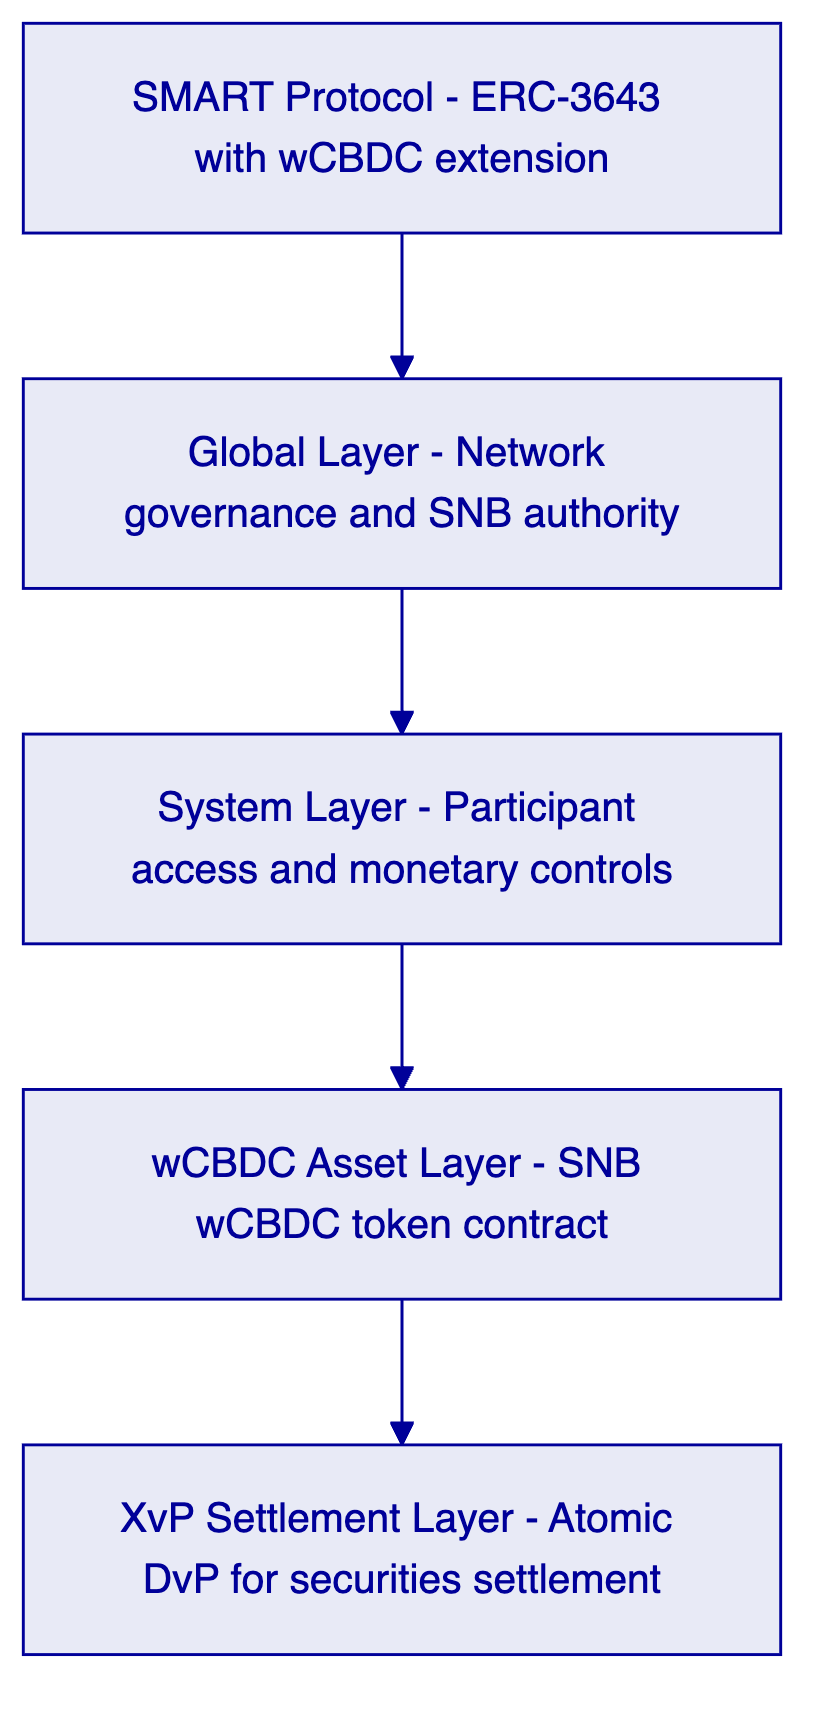 SMART Protocol - ERC-3643
with wCBDC extension
Global Layer - Network
governance and SNB authority
System Layer - Participant
access and monetary controls
wCBDC Asset Layer - SNB
wCBDC token contract
XvP Settlement Layer - Atomic
DvP for securities settlement